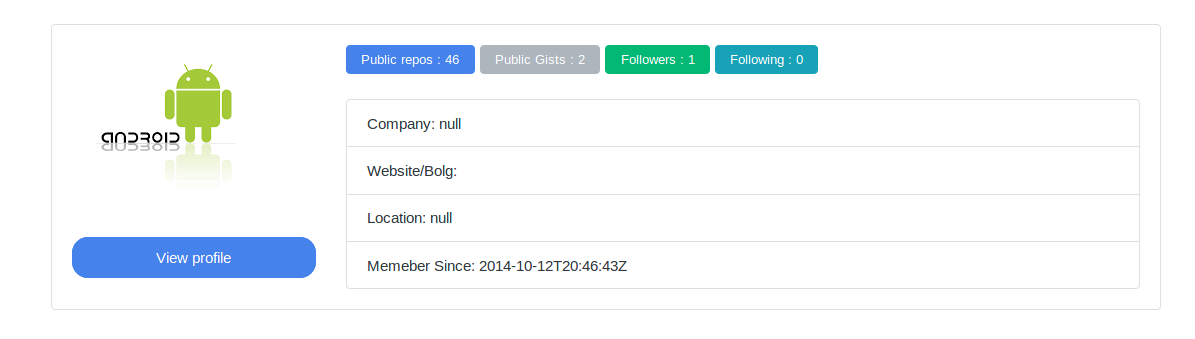 Public repos : 46
Public Gists : 2
Followers : 1
Following : 0
Company: null
ANDROID
Website/Bolg:
Location: null
View profile
Memeber Since: 2014-10-12T20:46:43Z